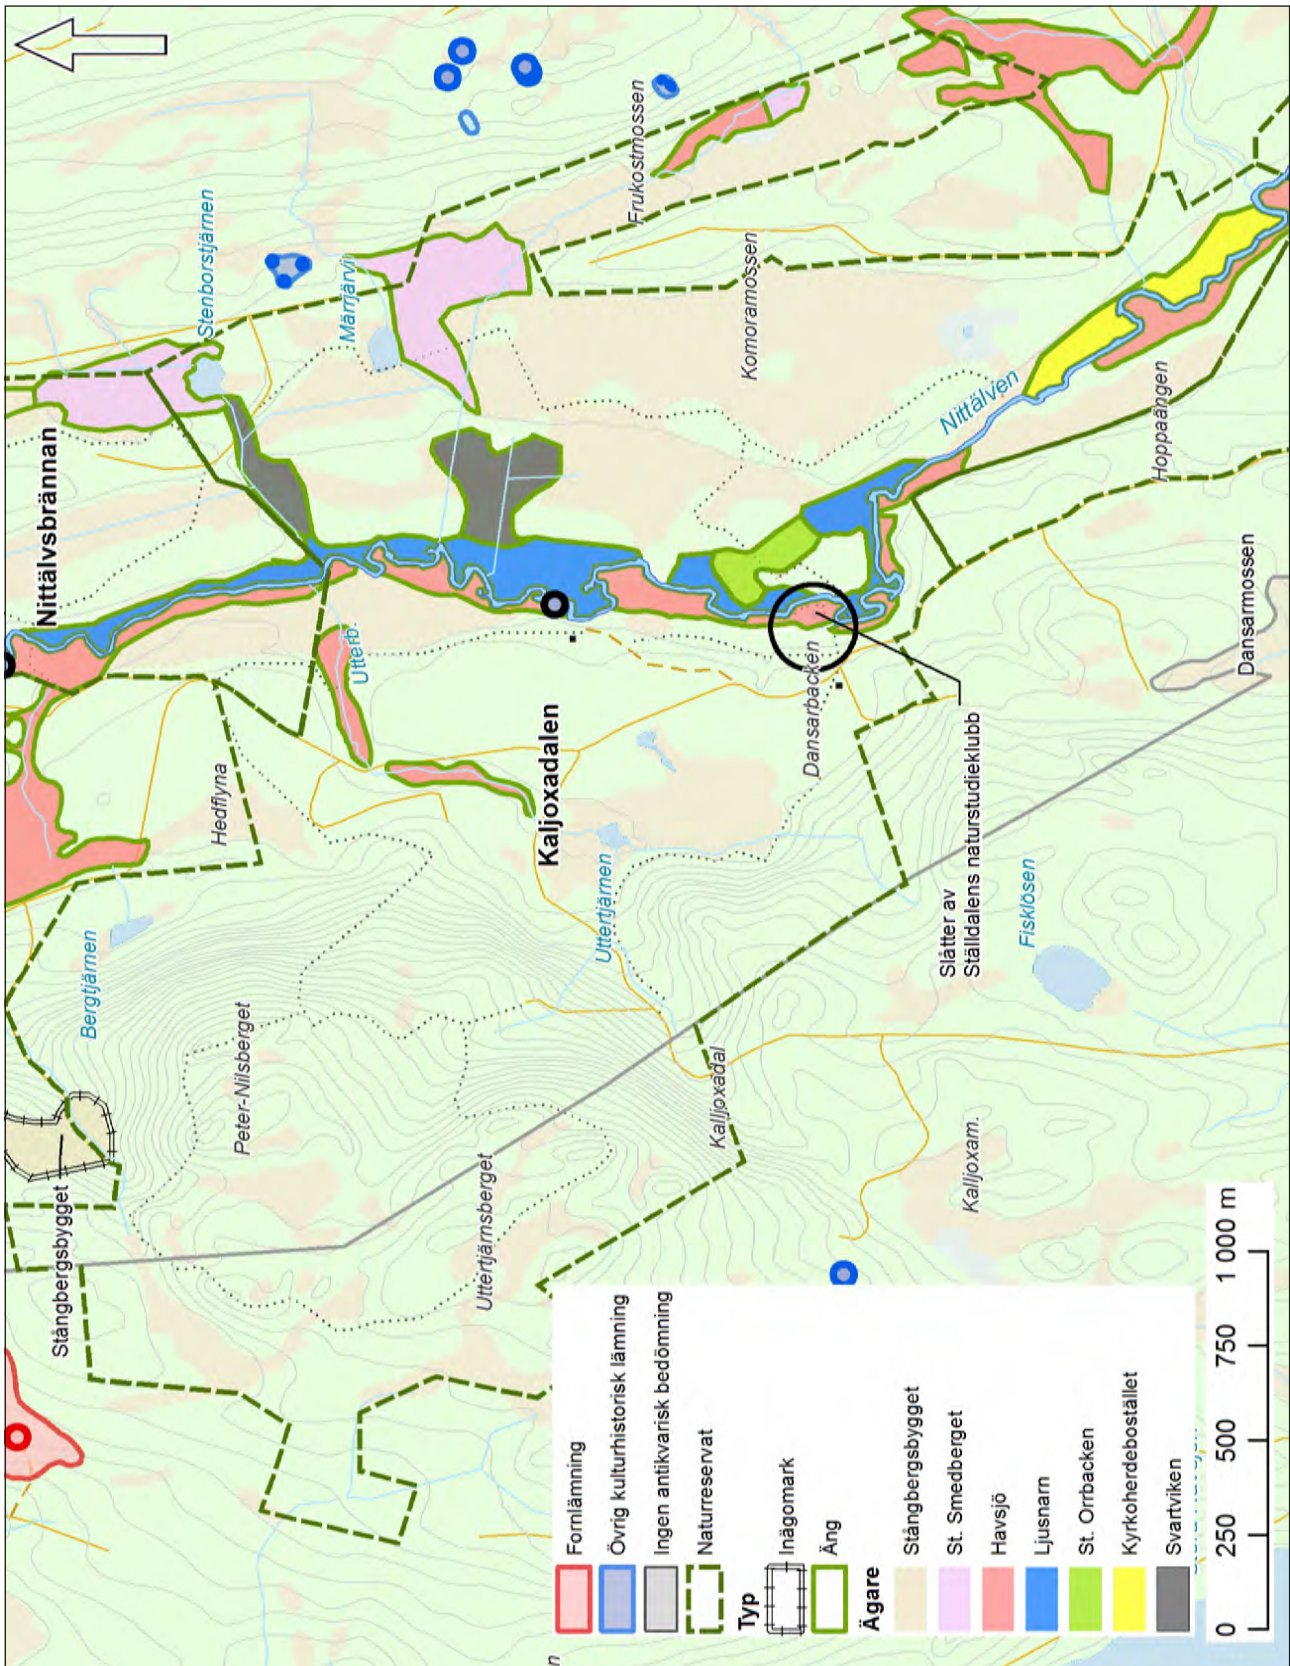 Stångbergsbygget
Bergtjärnen
Nittälvsbrännan
Stenborstjärnen
Hedflyna
Peter-Nilsberget
Utterb.
Märrjärvi
Uttertjärnsberget
Kaljoxadalen
Uttertjärnen
Frukostmossen
Komoramossen
Kalljoxadal
Dansarbacken
Nittälven
Slåtter av
Ställdalens naturstudieklubb
Kalljoxam.
Fisklösen
Hoppaängen
Dansarmossen
n
Fornlämning
Övrig kulturhistorisk lämning
Ingen antikvarisk bedömning
Naturreservat
Typ
Inägomark
Äng
Ägare
Stångbergsbygget
St. Smedberget
Havsjö
Ljusnarn
St. Orrbacken
Kyrkoherdebostället
Svartviken
0 250 500 750 1 000 m